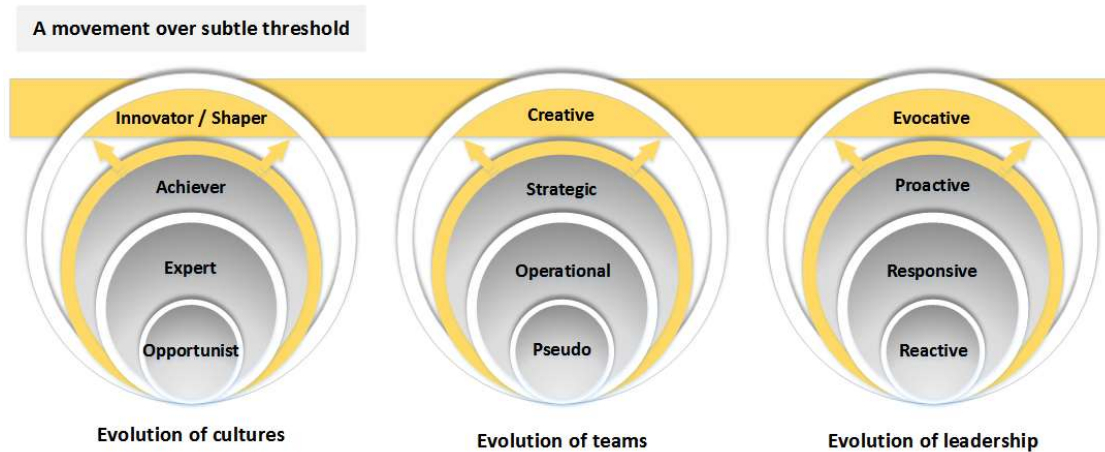 A movement over subtle threshold
Innovator / Shaper
Achiever
Expert
Opportunist
Evolution of cultures
Creative
Strategic
Operational
Pseudo
Evolution of teams
Evocative
Proactive
Responsive
Reactive
Evolution of leadership